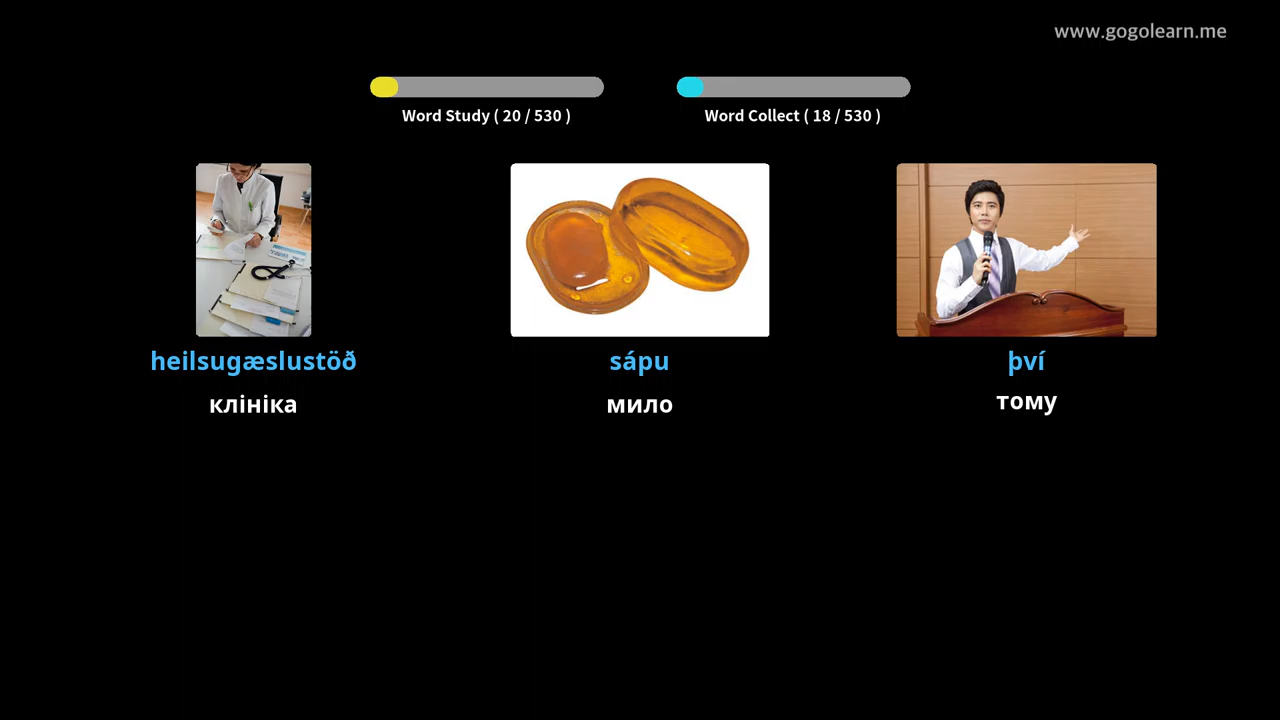 www.gogolearn.me
Word Study ( 20 / 530 )
Word Collect ( 18 / 530 )
heilsugæslustöð
sápu
því
клініка
мило
тому